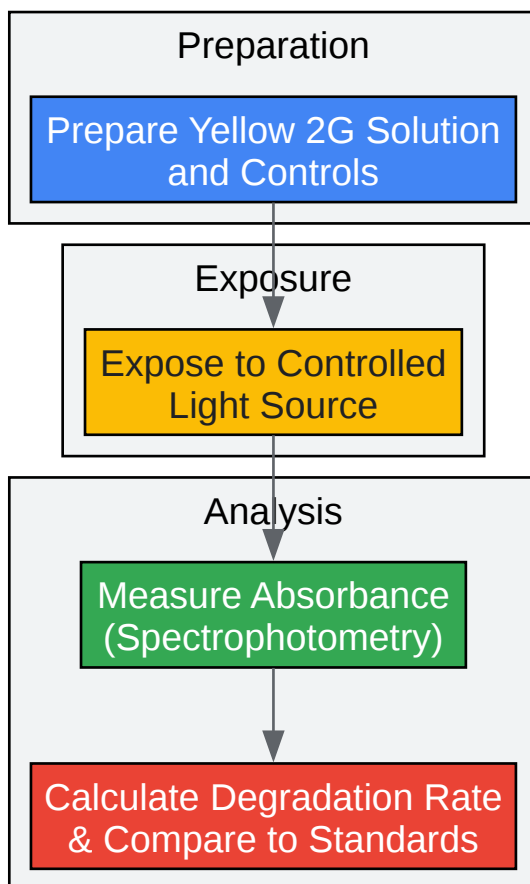 Preparation
Prepare Yellow 2G Solution
and Controls
Exposure
Expose to Controlled
Light Source
Analysis
Measure Absorbance
(Spectrophotometry)
Calculate Degradation Rate
& Compare to Standards